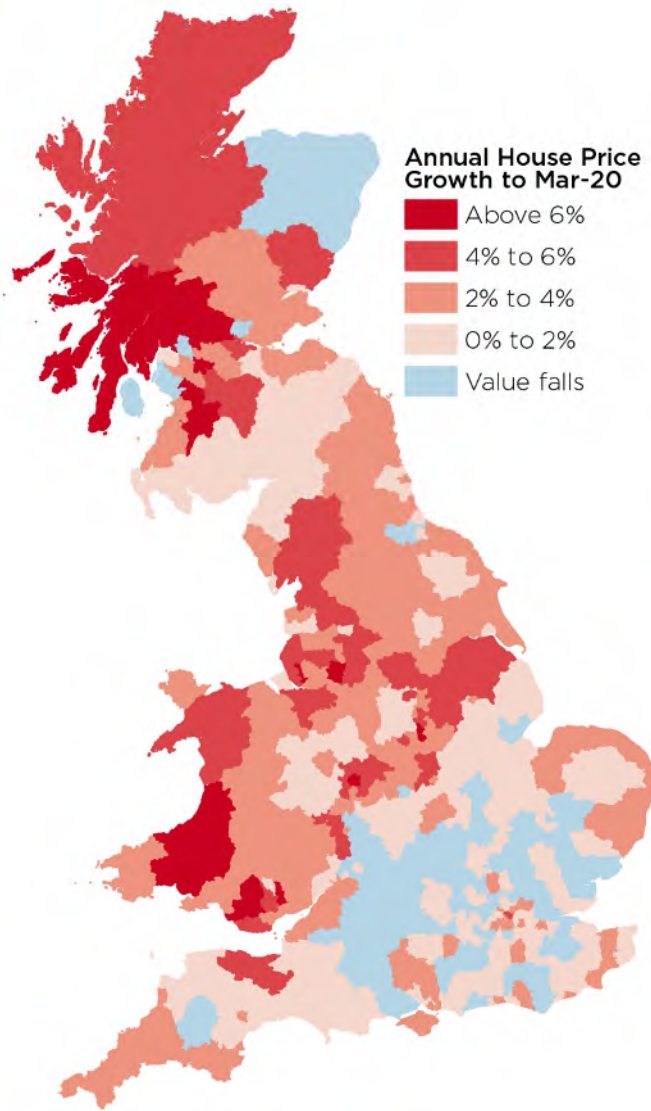 Annual House Price
Growth to Mar-20
Above 6%
4% to 6%
2% to 4%
0% to 2%
Value falls